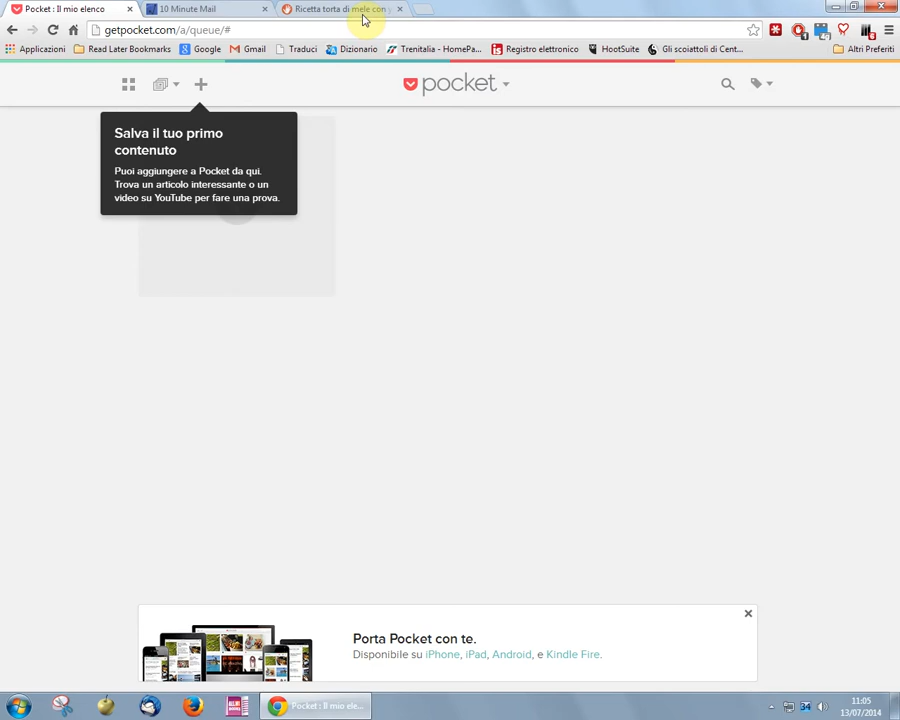 Pocket : Il mio elenco
10 Minute Mail
Ricetta torta di mele con
getpocket.com/a/queue/#
Applicazioni
Read Later Bookmarks
Google
Gmail
Traduci
Dizionario
Trenitalia - HomePa...
Registro elettronico
HootSuite
Gli scoiattoli di Cent...
Altri Preferiti
pocket
Salva il tuo primo
contenuto
Puoi aggiungere a Pocket da qui.
Trova un articolo interessante o un
video su YouTube per fare una prova.
Porta Pocket con te.
Disponibile su iPhone, iPad, Android, e Kindle Fire.
Pocket : Il mio ele...
34
11:05
13/07/2014